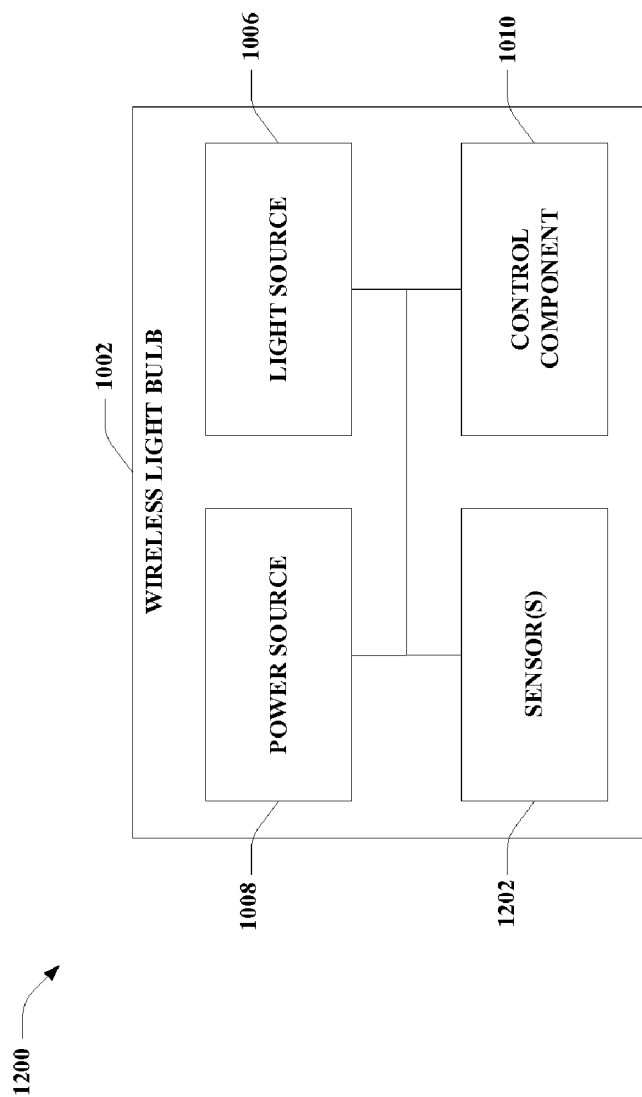 1200
1002
WIRELESS LIGHT BULB
1008
POWER SOURCE
LIGHT SOURCE
1006
1202
SENSOR(S)
CONTROL
COMPONENT
1010